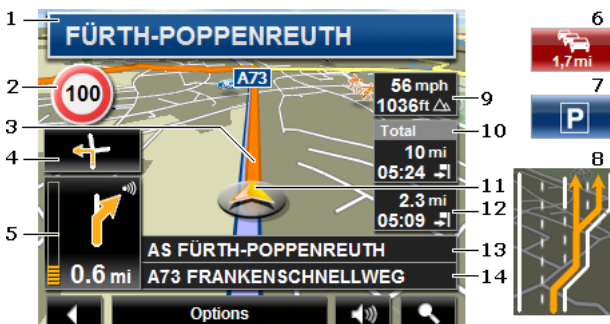 1
FÜRTH-POPPENREUTH
2
100
A73
56 mph
1036ft
9
3
Total
10
10 mi
05:24
4
11
2.3 mi
05:09
12
5
0.6 mi
AS FÜRTH-POPPENREUTH
13
A73 FRANKENSCHNELLWEG
14
Options
6
1,7mi
7
P
8